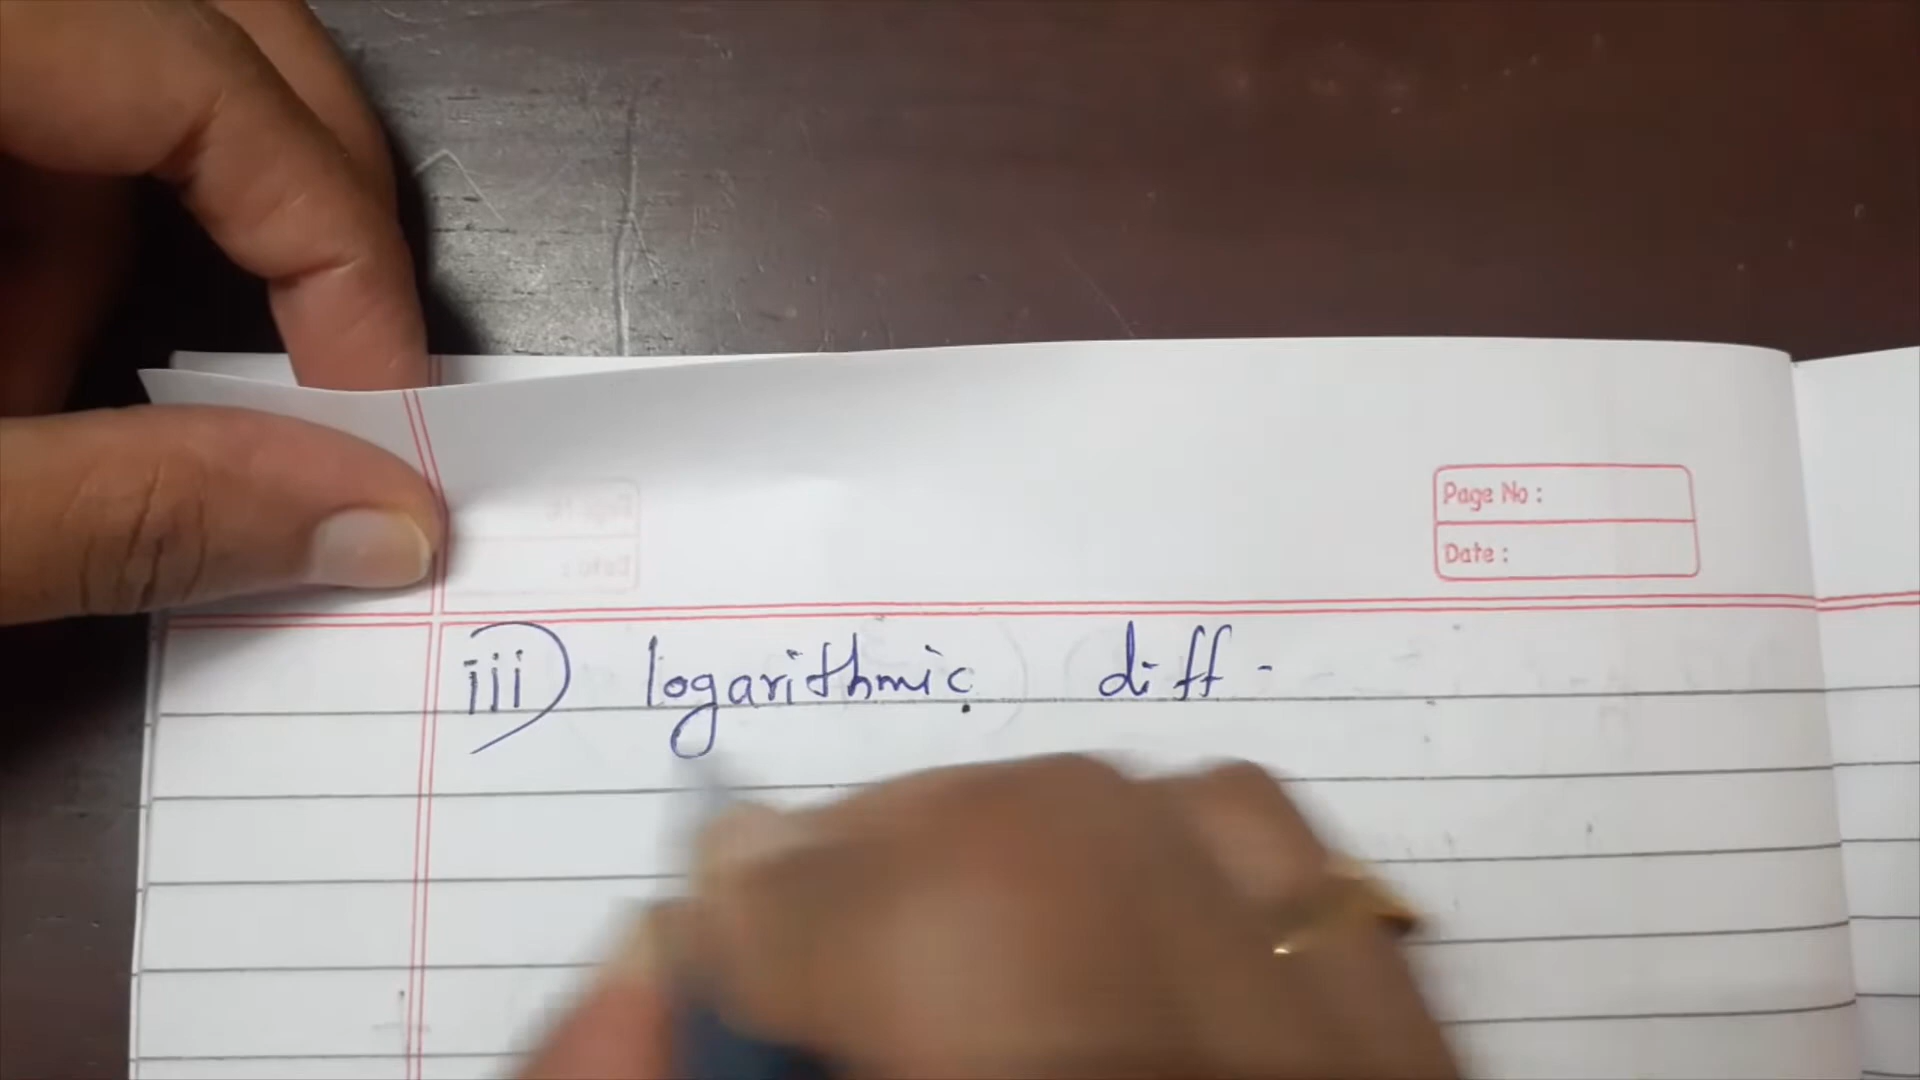 Page No :
Date :
iii) logarithmic diff -